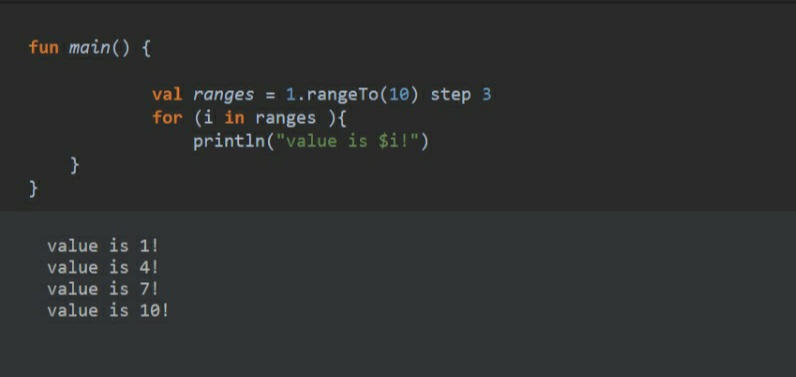 fun main() {
val ranges = 1.rangeTo(10) step 3
for (i in ranges ){
println("value is $i!")
}
}
value is 1!
value is 4!
value is 7!
value is 10!